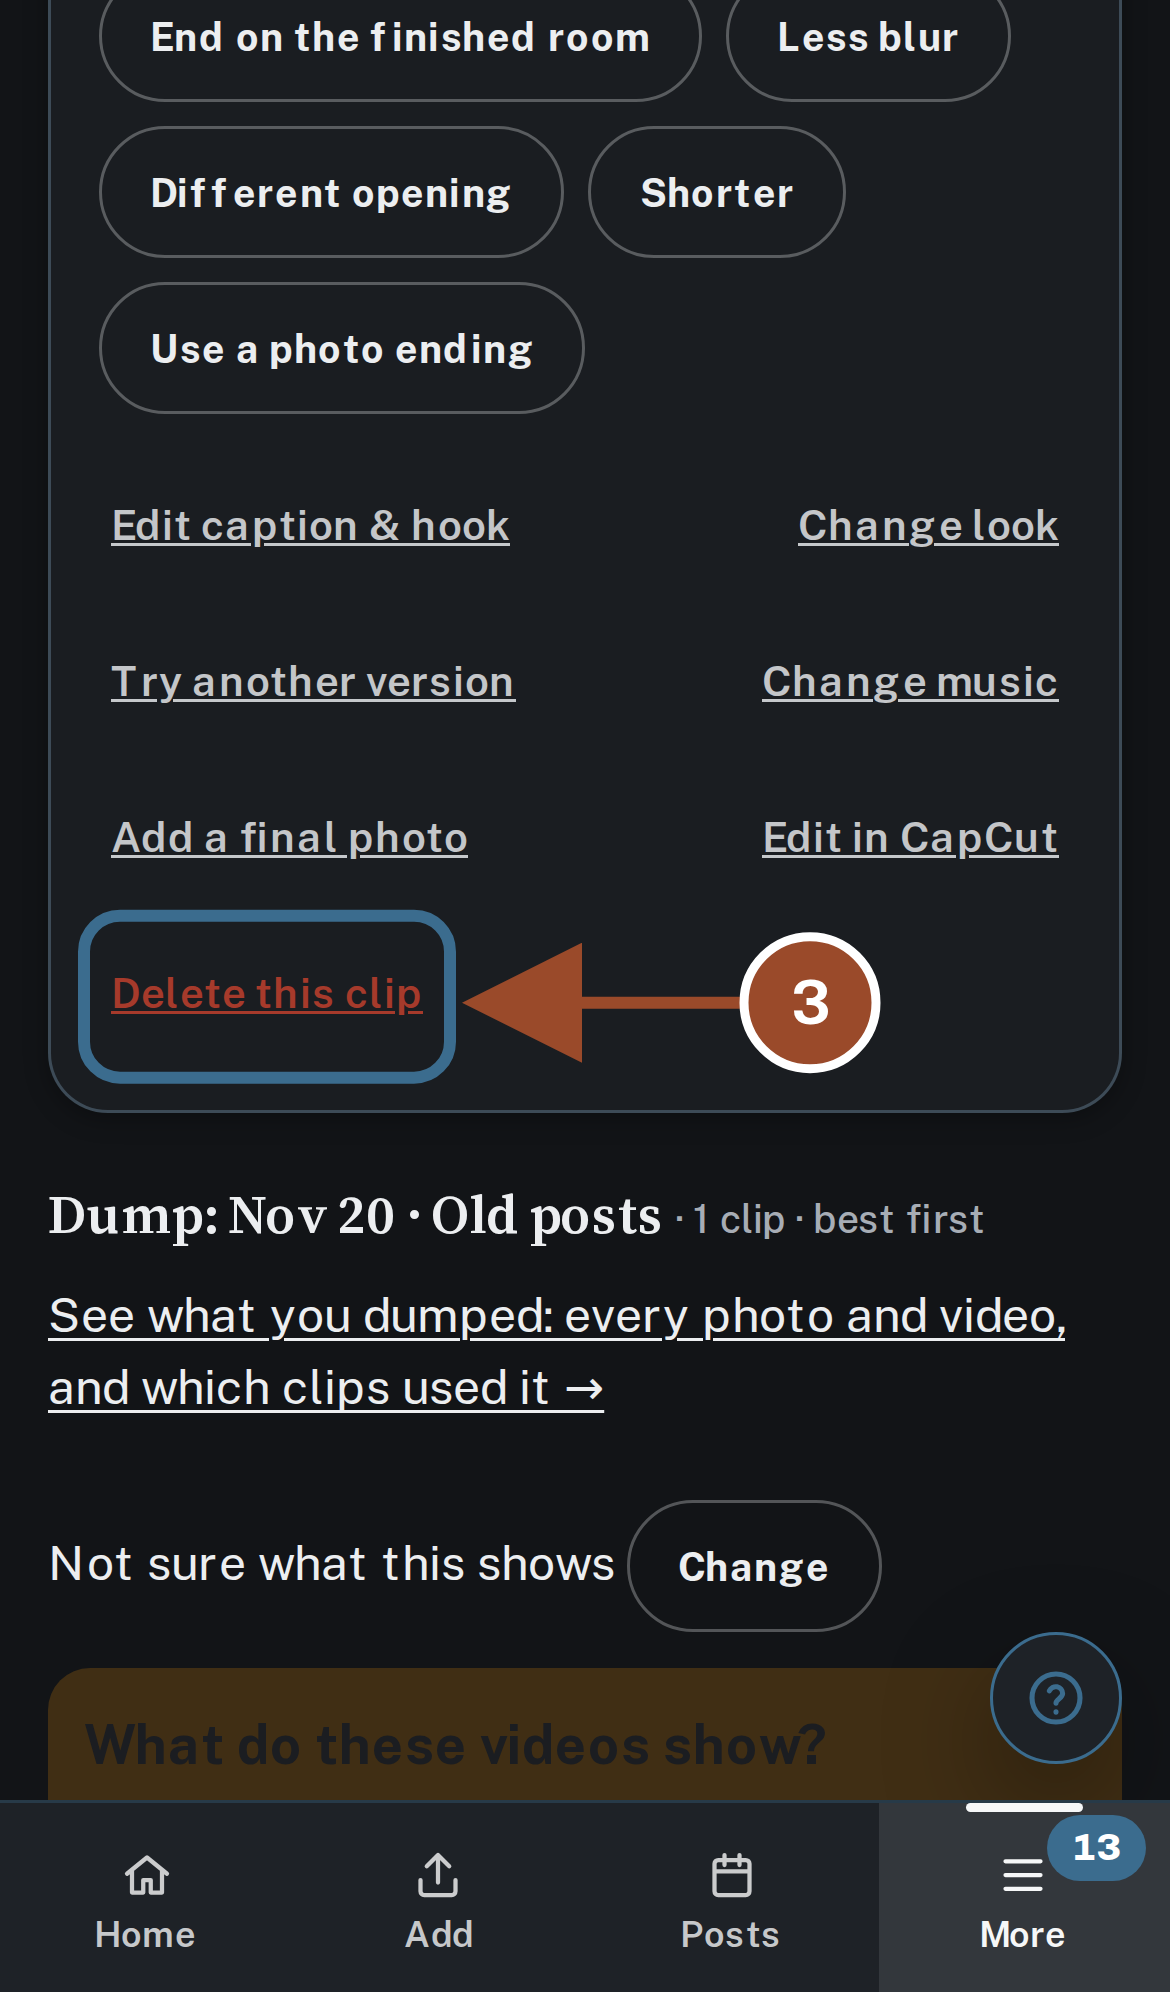 End on the finished room
Less blur
Different opening
Shorter
Use a photo ending
Edit caption & hook
Change look
Try another version
Change music
Add a final photo
Edit in CapCut
Delete this clip
3
Dump: Nov 20 · Old posts · 1 clip · best first
See what you dumped: every photo and video,
and which clips used it →
Not sure what this shows
Change
What do these videos show?
13
Home
Add
Posts
More